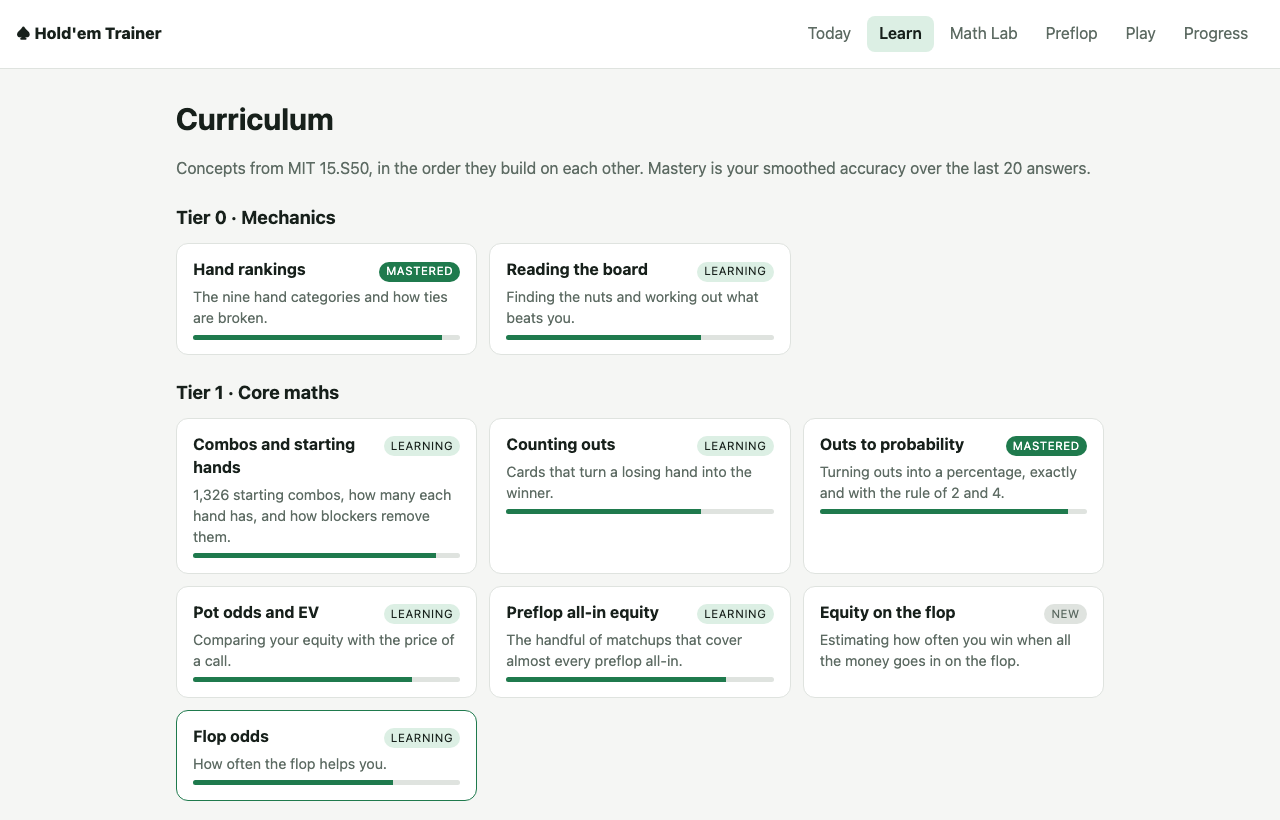 ♠ Hold'em Trainer
Today Learn Math Lab Preflop Play Progress
Curriculum
Concepts from MIT 15.S50, in the order they build on each other. Mastery is your smoothed accuracy over the last 20 answers.
Tier 0 · Mechanics
Hand rankings MASTERED
The nine hand categories and how ties
are broken.
Reading the board LEARNING
Finding the nuts and working out what
beats you.
Tier 1 · Core maths
Combos and starting
hands
LEARNING
1,326 starting combos, how many each
hand has, and how blockers remove
them.
Counting outs LEARNING
Cards that turn a losing hand into the
winner.
Outs to probability MASTERED
Turning outs into a percentage, exactly
and with the rule of 2 and 4.
Pot odds and EV LEARNING
Comparing your equity with the price of
a call.
Preflop all-in equity LEARNING
The handful of matchups that cover
almost every preflop all-in.
Equity on the flop NEW
Estimating how often you win when all
the money goes in on the flop.
Flop odds LEARNING
How often the flop helps you.